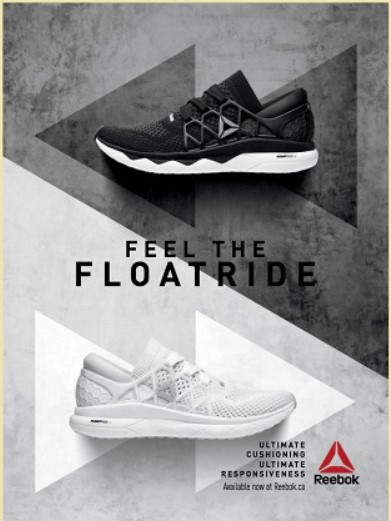 FEEL THE
FLOATRIDE
ULTIMATE
CUSHIONING
ULTIMATE
RESPONSIVENESS
Available now at Reebok.ca
Reebok